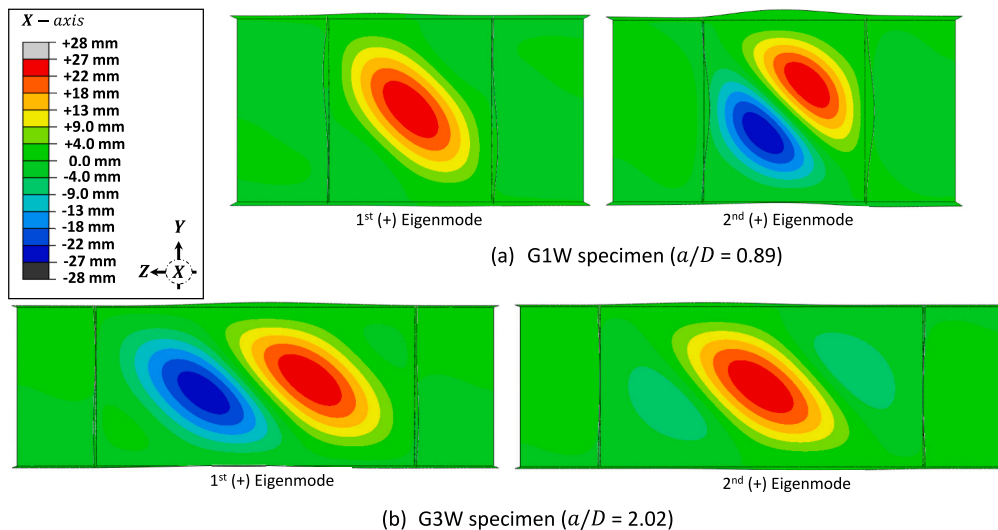 X – axis
+28 mm
+27 mm
+22 mm
+18 mm
+13 mm
+9.0 mm
+4.0 mm
0.0 mm
-4.0 mm
-9.0 mm
-13 mm
-18 mm
-22 mm
-27 mm
-28 mm
Y
Z X
1st (+) Eigenmode
2nd (+) Eigenmode
(a) G1W specimen (a/D = 0.89)
1st (+) Eigenmode
2nd (+) Eigenmode
(b) G3W specimen (a/D = 2.02)